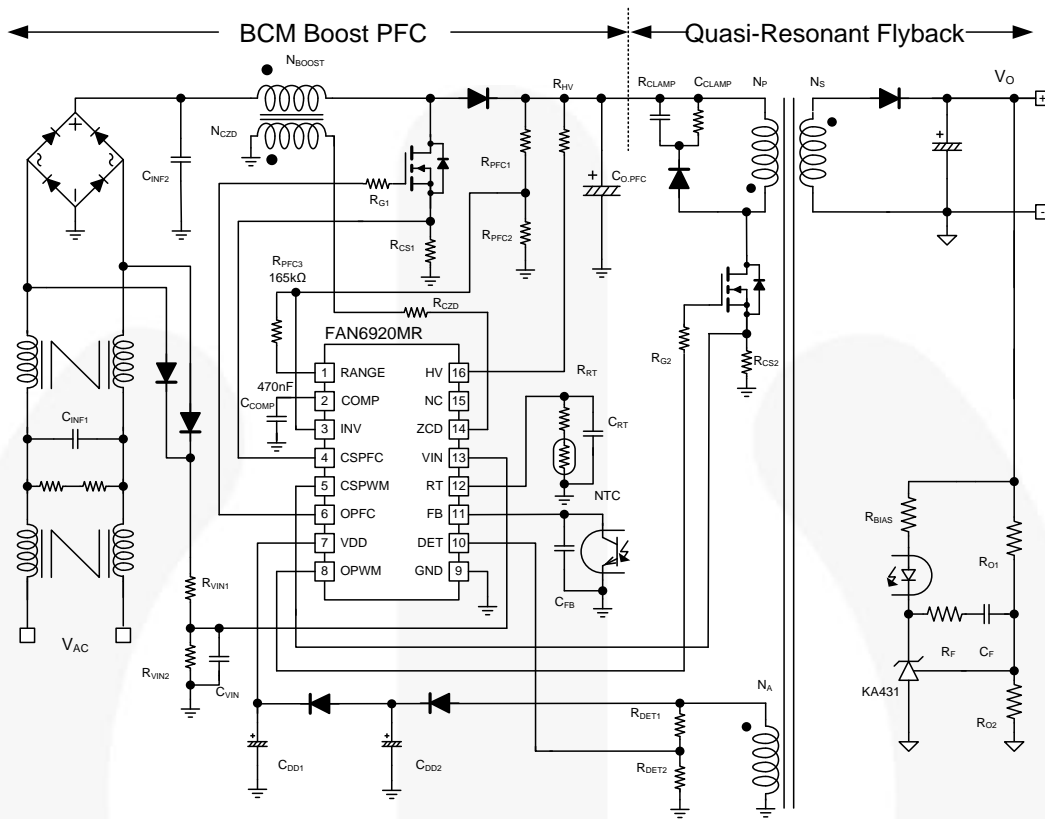 BCM Boost PFC
Quasi-Resonant Flyback
NBOOST
RHV
RCLAMP
CCLAMP
NP
NS
VO
+
-
NCZD
CINF2
RG1
RPFC1
CO.PFC
RPFC2
RCS1
RPFC3
165kΩ
RCZD
FAN6920MR
RG2
RCS2
470nF
CCOMP
1 RANGE
2 COMP
3 INV
4 CSPFC
5 CSPWM
6 OPFC
7 VDD
8 OPWM
HV 16
NC 15
ZCD 14
VIN 13
RT 12
FB 11
DET 10
GND 9
RRT
CRT
NTC
CINF1
RBIAS
RO1
CFB
RVIN1
VAC
RVIN2
CVIN
RF
CF
KA431
RO2
NA
RDET1
RDET2
CDD1
CDD2